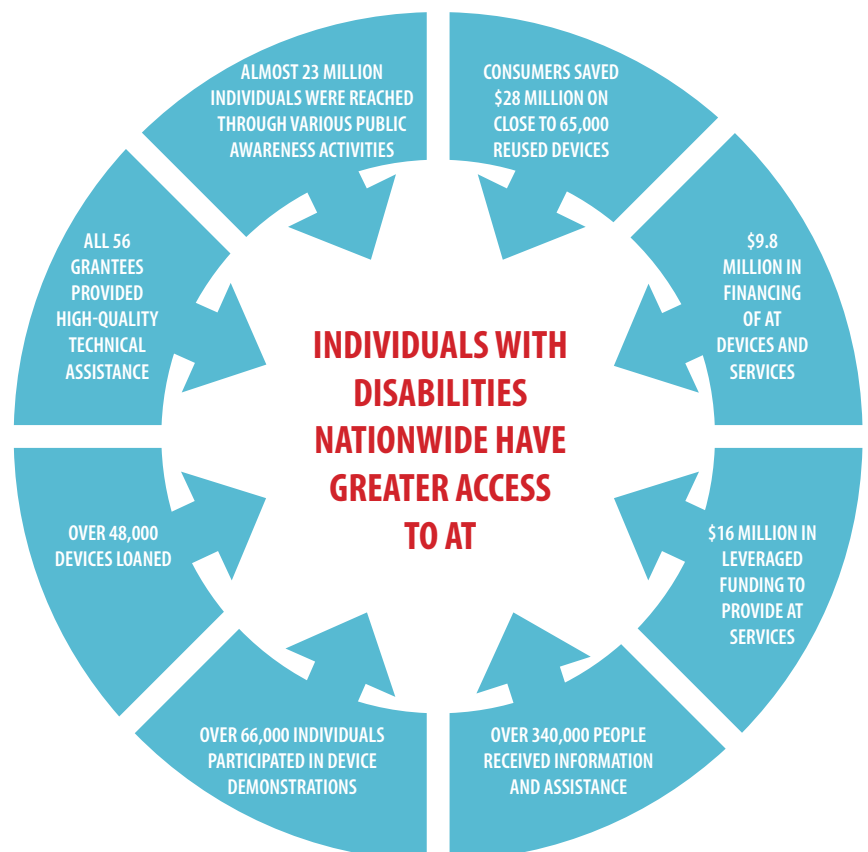 ALMOST 23 MILLION
INDIVIDUALS WERE REACHED
THROUGH VARIOUS PUBLIC
AWARENESS ACTIVITIES
CONSUMERS SAVED
$28 MILLION ON
CLOSE TO 65,000
REUSED DEVICES
$9.8
MILLION IN
FINANCING
OF AT
DEVICES AND
SERVICES
$16 MILLION IN
LEVERAGED
FUNDING TO
PROVIDE AT
SERVICES
OVER 340,000 PEOPLE
RECEIVED INFORMATION
AND ASSISTANCE
OVER 66,000 INDIVIDUALS
PARTICIPATED IN DEVICE
DEMONSTRATIONS
OVER 48,000
DEVICES LOANED
ALL 56
GRANTEES
PROVIDED
HIGH-QUALITY
TECHNICAL
ASSISTANCE
INDIVIDUALS WITH
DISABILITIES
NATIONWIDE HAVE
GREATER ACCESS
TO AT